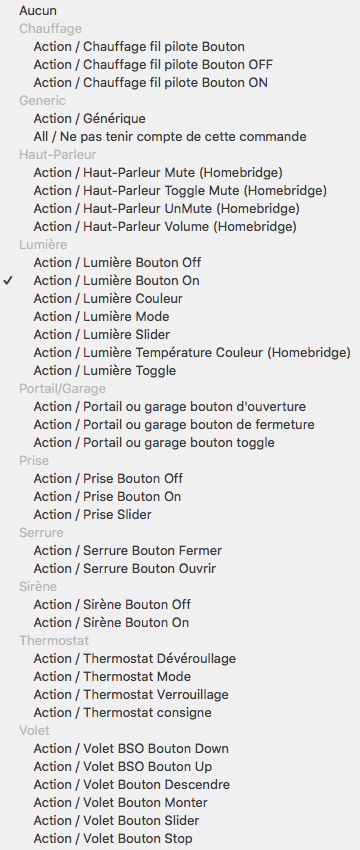 Aucun
Chauffage
Action / Chauffage fil pilote Bouton
Action / Chauffage fil pilote Bouton OFF
Action / Chauffage fil pilote Bouton ON
Generic
Action / Générique
All / Ne pas tenir compte de cette commande
Haut-Parleur
Action / Haut-Parleur Mute (Homebridge)
Action / Haut-Parleur Toggle Mute (Homebridge)
Action / Haut-Parleur UnMute (Homebridge)
Action / Haut-Parleur Volume (Homebridge)
Lumière
Action / Lumière Bouton Off
✓ Action / Lumière Bouton On
Action / Lumière Couleur
Action / Lumière Mode
Action / Lumière Slider
Action / Lumière Température Couleur (Homebridge)
Action / Lumière Toggle
Portail/Garage
Action / Portail ou garage bouton d'ouverture
Action / Portail ou garage bouton de fermeture
Action / Portail ou garage bouton toggle
Prise
Action / Prise Bouton Off
Action / Prise Bouton On
Action / Prise Slider
Serrure
Action / Serrure Bouton Fermer
Action / Serrure Bouton Ouvrir
Sirène
Action / Sirène Bouton Off
Action / Sirène Bouton On
Thermostat
Action / Thermostat Dévéroullage
Action / Thermostat Mode
Action / Thermostat Verrouillage
Action / Thermostat consigne
Volet
Action / Volet BSO Bouton Down
Action / Volet BSO Bouton Up
Action / Volet Bouton Descendre
Action / Volet Bouton Monter
Action / Volet Bouton Slider
Action / Volet Bouton Stop